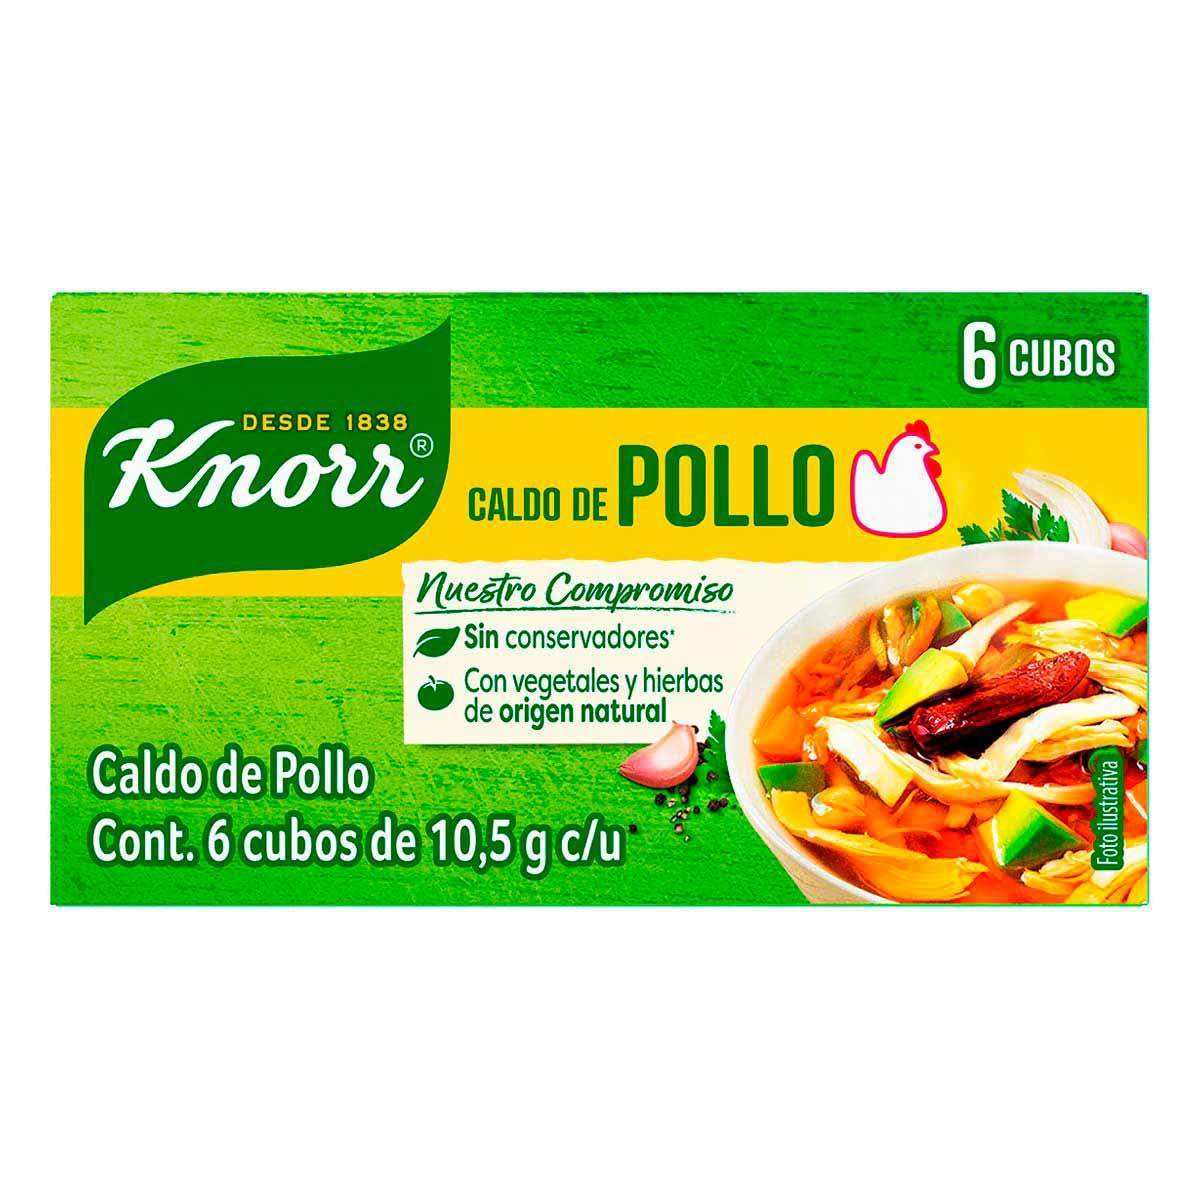 6 CUBOS
DESDE 1838
Knorr®
CALDO DE POLLO
Nuestro Compromiso
Sin conservadores*
Con vegetales y hierbas
de origen natural
Caldo de Pollo
Cont. 6 cubos de 10,5 g c/u
Foto ilustrativa